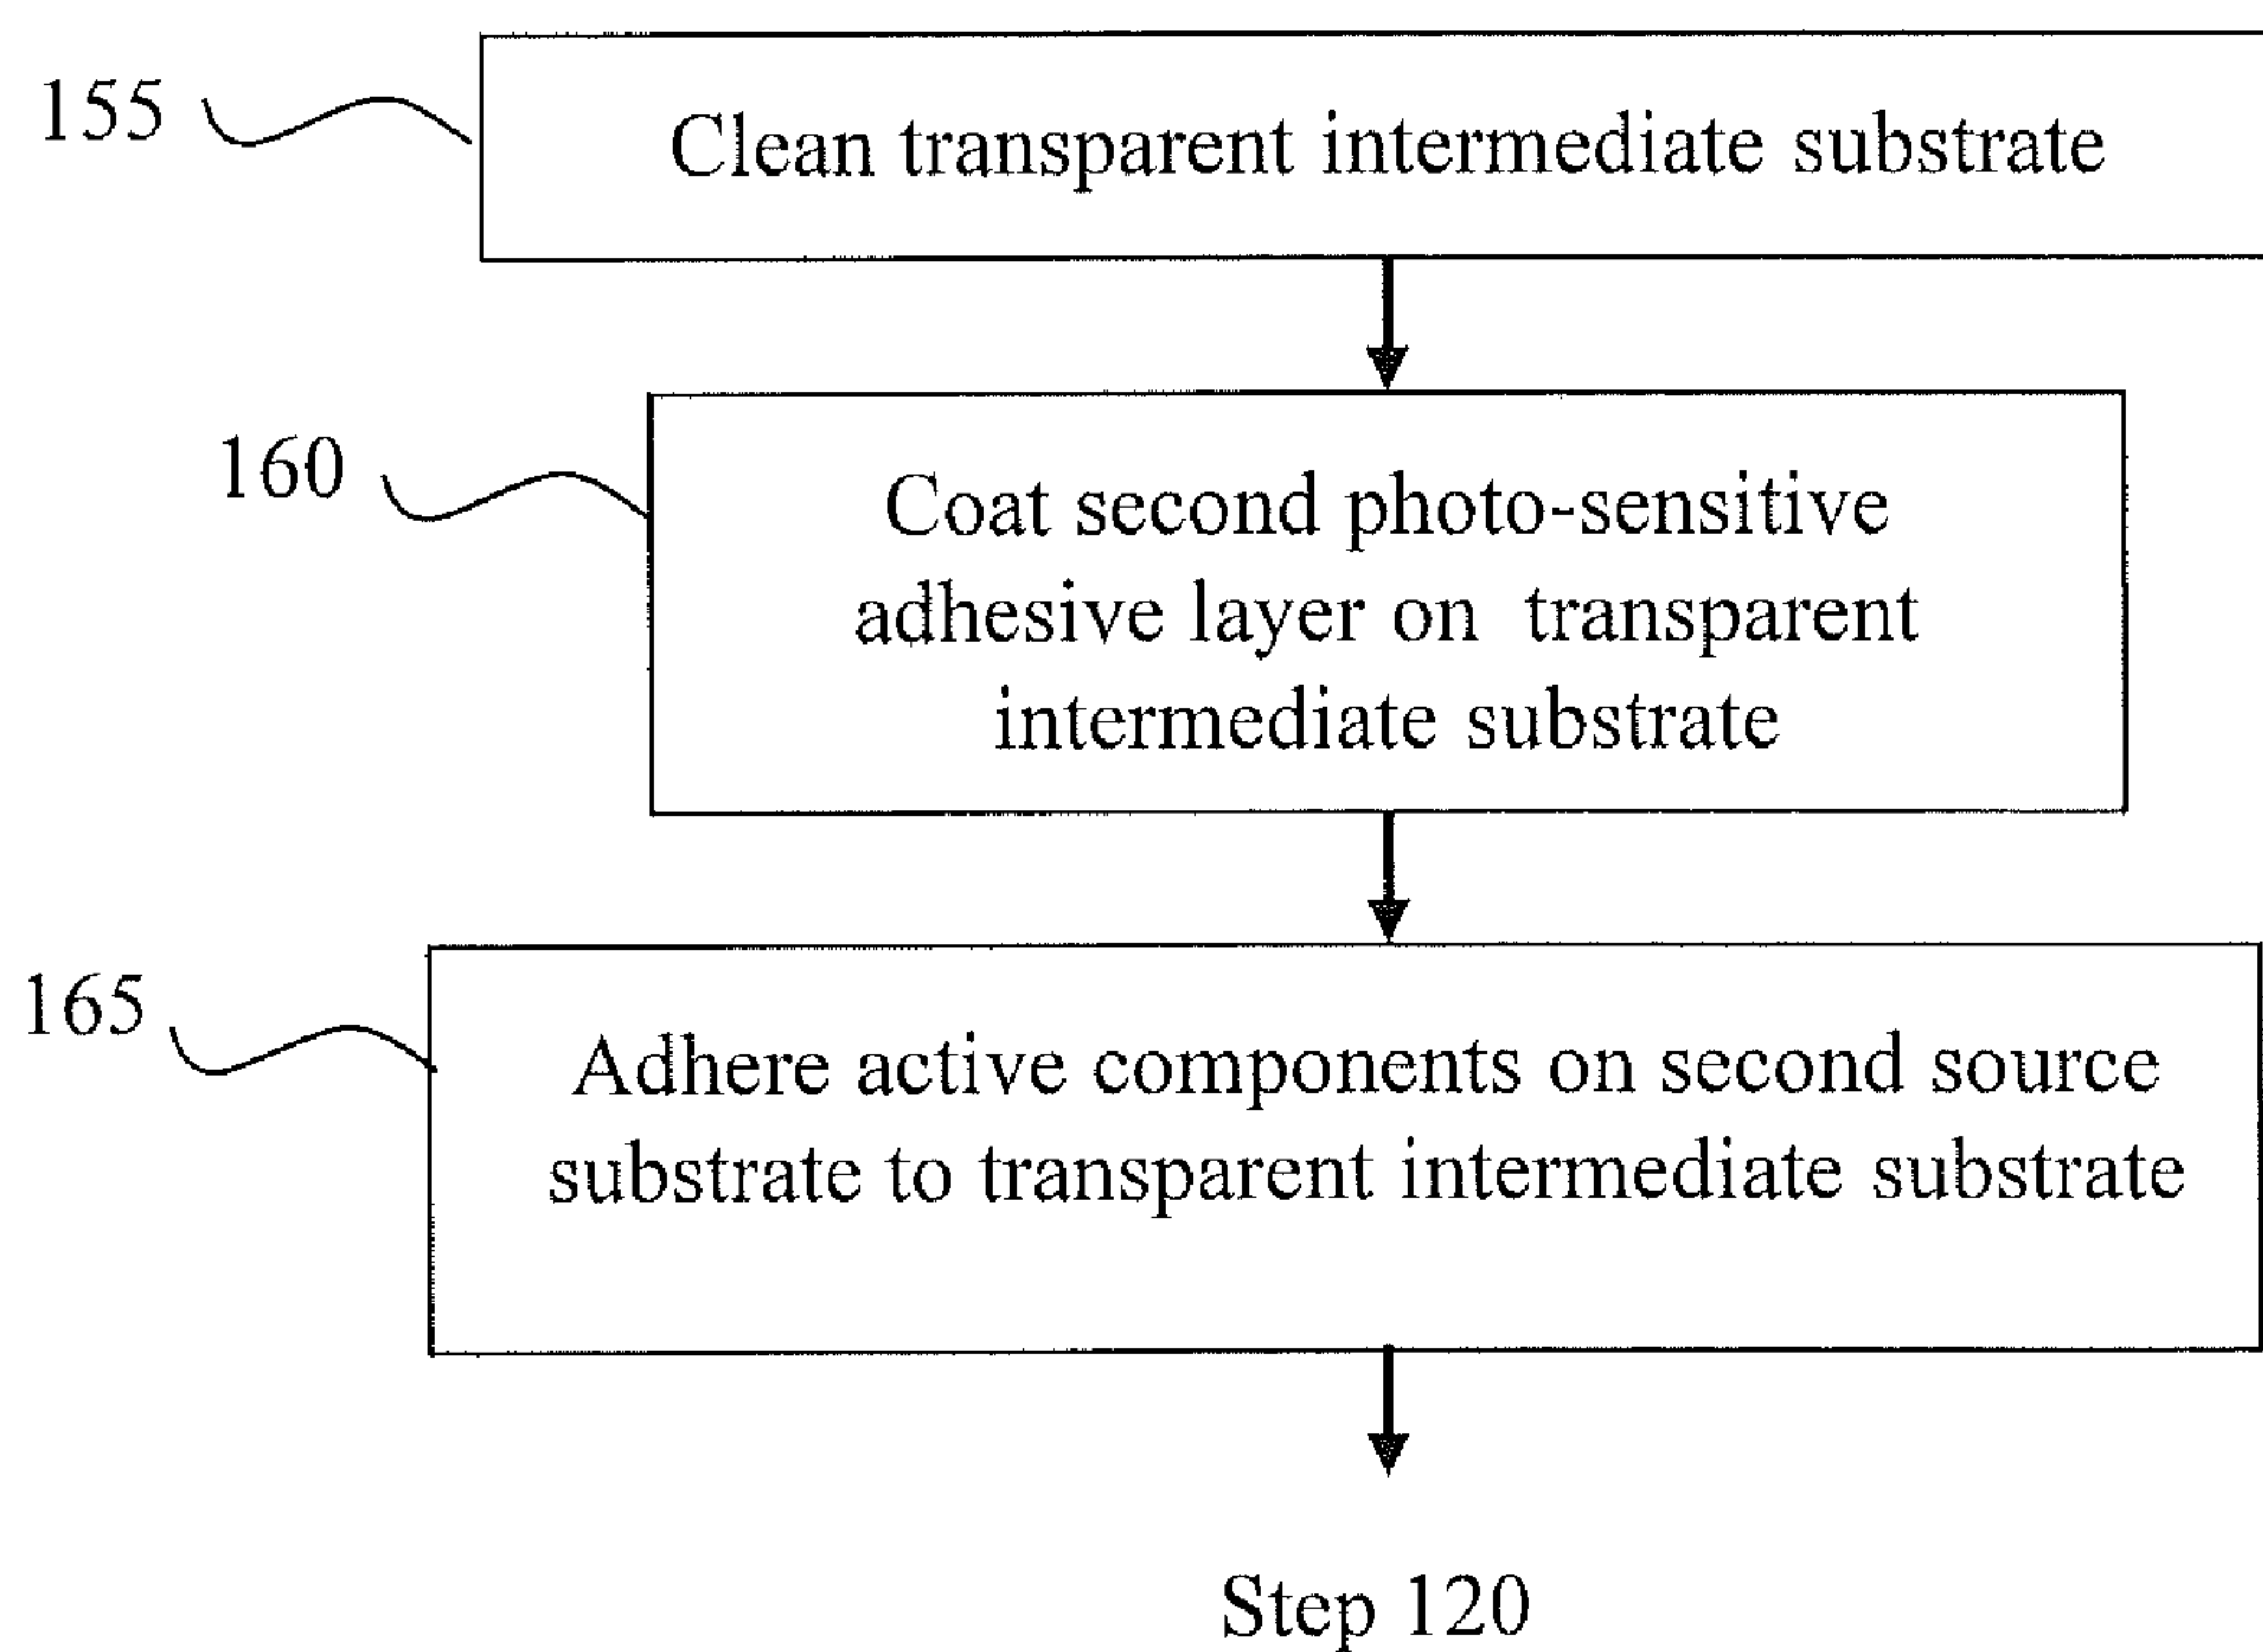 155
Clean transparent intermediate substrate
160
Coat second photo-sensitive
adhesive layer on transparent
intermediate substrate
165
Adhere active components on second source
substrate to transparent intermediate substrate
Step 120